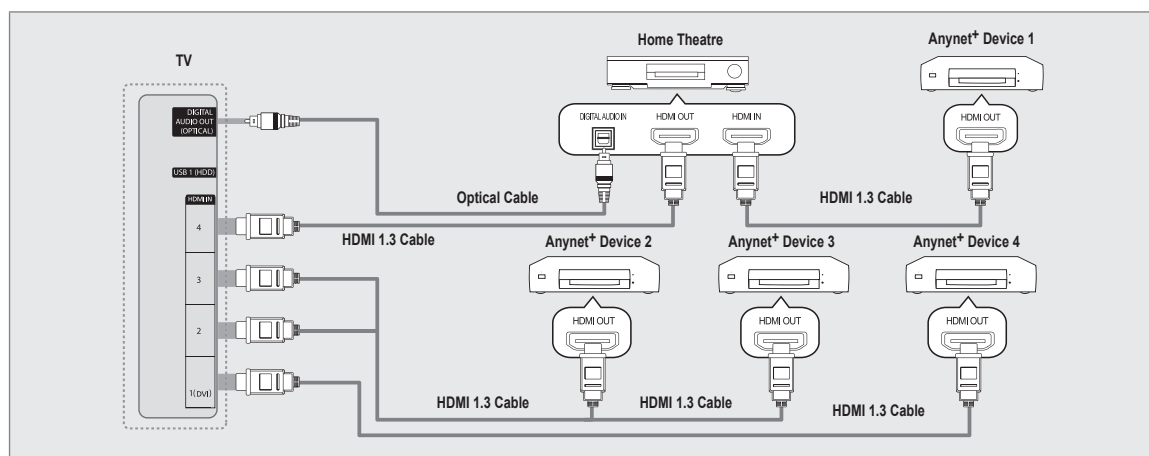 TV
Home Theatre
Anynet+ Device 1
DIGITAL
AUDIO OUT
(OPTICAL)
DIGITAL AUDIO IN
HDMI OUT
HDMI IN
HDMI OUT
USB 1 (HDD)
Optical Cable
HDMI 1.3 Cable
HDMI IN
4
HDMI 1.3 Cable
Anynet+ Device 2
Anynet+ Device 3
Anynet+ Device 4
3
2
HDMI OUT
HDMI OUT
HDMI OUT
1(DVI)
HDMI 1.3 Cable
HDMI 1.3 Cable
HDMI 1.3 Cable